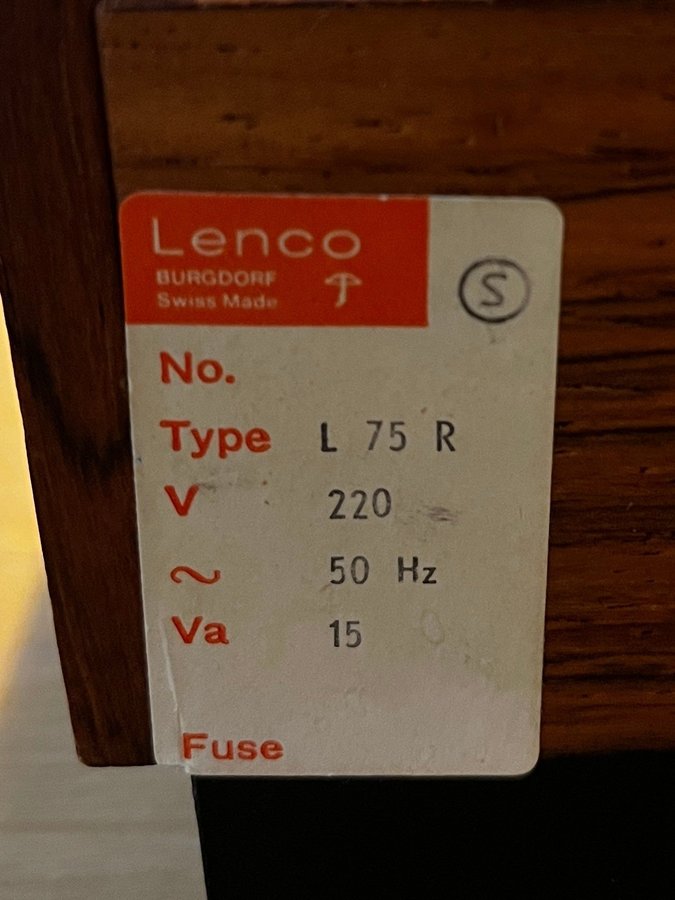 Lenco
BURGDORF
Swiss Made
S
No.
Type L 75 R
V 220
~ 50 Hz
Va 15
Fuse